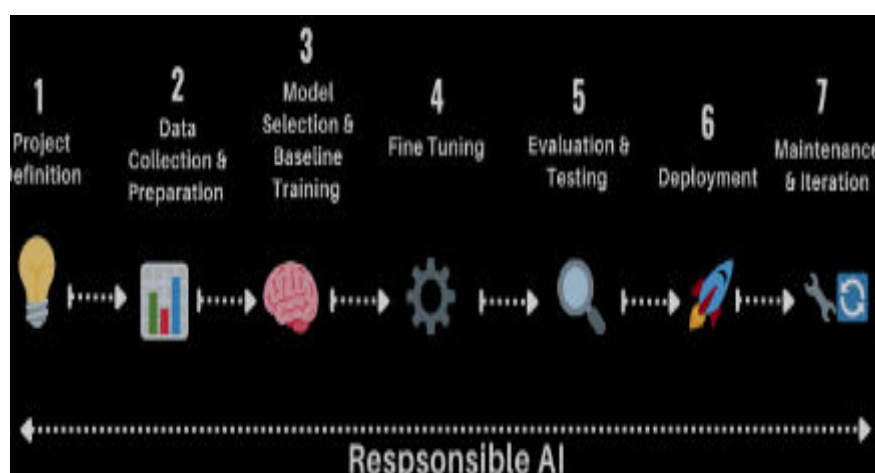 1
Project
efinition
2
Data
Collection &
Preparation
3
Model
Selection &
Baseline
Training
4
Fine Tuning
5
Evaluation &
Testing
6
Deployment
7
Maintenance
& Iteration
Respsonsible AI